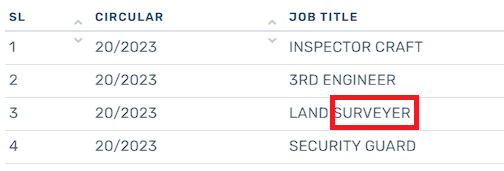 SL CIRCULAR JOB TITLE
1 20/2023 INSPECTOR CRAFT
2 20/2023 3RD ENGINEER
3 20/2023 LAND SURVEYER
4 20/2023 SECURITY GUARD